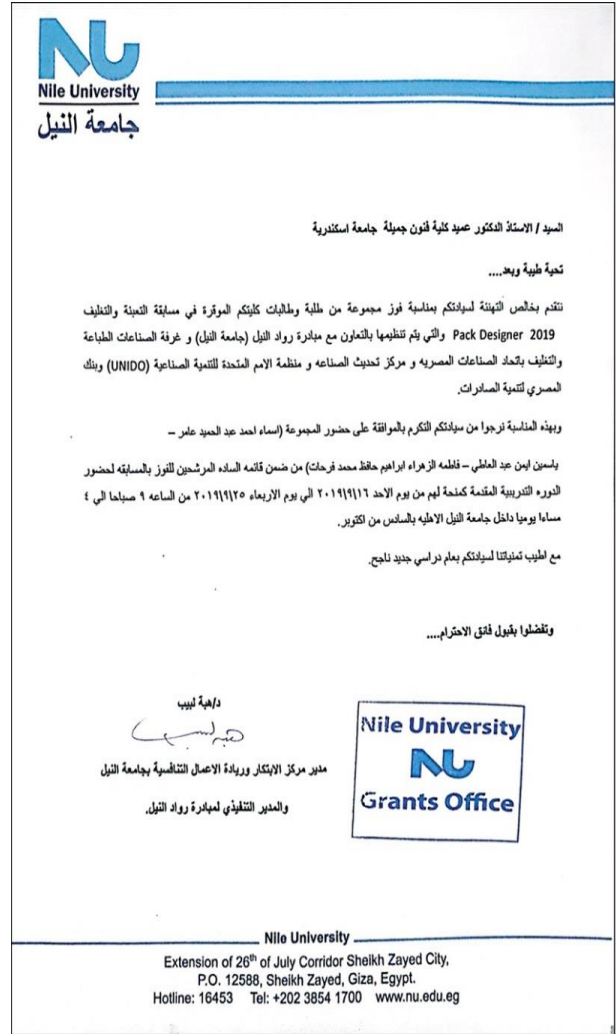 NU
Nile University
جامعة النيل
السيد / الاستاذ الدكتور عميد كلية فنون جميلة جامعة اسكندرية
تحية طيبة وبعد....
نتقدم بخالص التهنئة لسيادتكم بمناسبة فوز مجموعة من طلبة وطالبات كليتكم الموقرة في مسابقة التعبئة والتغليف
Pack Designer 2019 والتي يتم تنظيمها بالتعاون مع مبادرة رواد النيل (جامعة النيل) و غرفة الصناعات الطباعة
والتغليف باتحاد الصناعات المصريه و مركز تحديث الصناعه و منظمة الامم المتحدة للتنمية الصناعية (UNIDO) وبنك
المصري لتنمية الصادرات.
وبهذه المناسبة نرجوا من سيادتكم التكرم بالموافقة على حضور المجموعة (اسماء احمد عبد الحميد عامر –
ياسمين ايمن عبد العاطي – فاطمه الزهراء ابراهيم حافظ محمد فرحات) من ضمن قائمه الساده المرشحين للفوز بالمسابقه لحضور
الدوره التدريبية المقدمة كمنحة لهم من يوم الاحد ٢٠١٩\٩\١٦ الي يوم الاربعاء ٢٠١٩\٩\٢٥ من الساعه ٩ صباحا الي ٤
مساءا يوميا داخل جامعة النيل الاهليه بالسادس من اكتوبر.
مع اطيب تمنياتنا لسيادتكم بعام دراسي جديد ناجح.
وتفضلوا بقبول فائق الاحترام....
د/هبة لبيب
هبه لبيب
مدير مركز الابتكار وريادة الاعمال التنافسية بجامعة النيل
والمدير التنفيذي لمبادرة رواد النيل.
Nile University
NU
Grants Office
Nile University
Extension of 26th of July Corridor Sheikh Zayed City,
P.O. 12588, Sheikh Zayed, Giza, Egypt.
Hotline: 16453 Tel: +202 3854 1700 www.nu.edu.eg